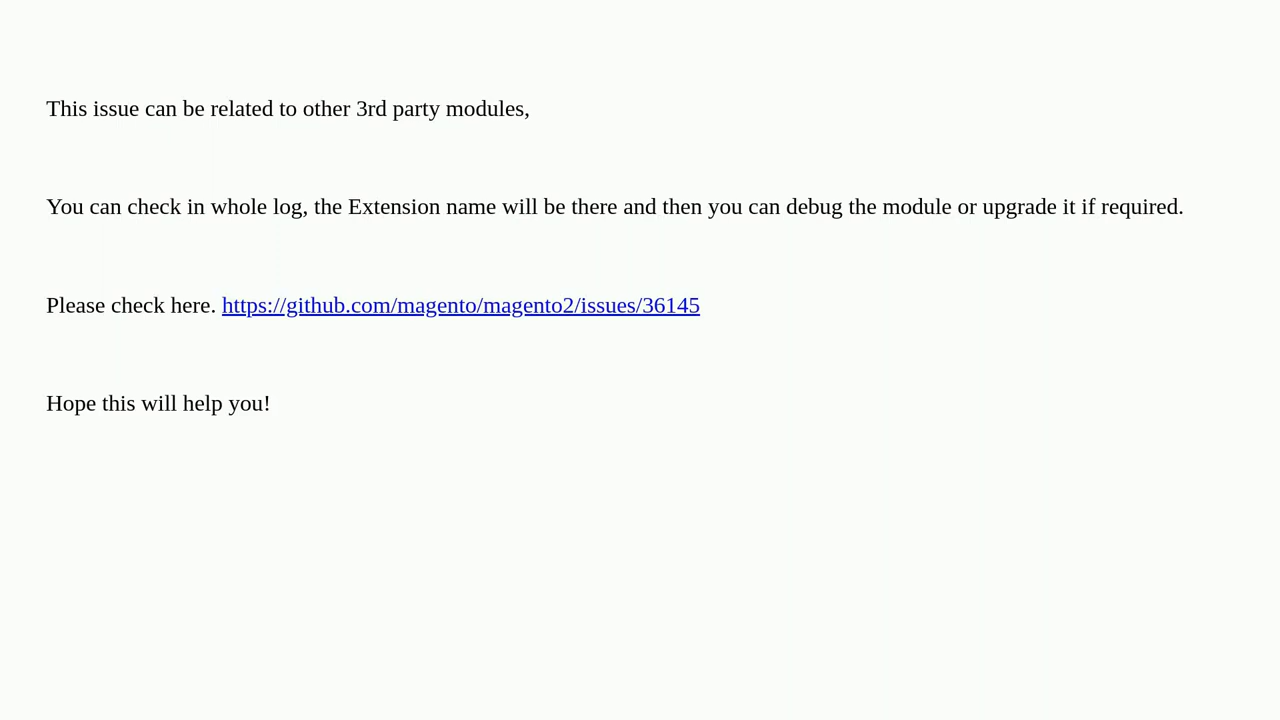 This issue can be related to other 3rd party modules,
You can check in whole log, the Extension name will be there and then you can debug the module or upgrade it if required.
Please check here. https://github.com/magento/magento2/issues/36145
Hope this will help you!